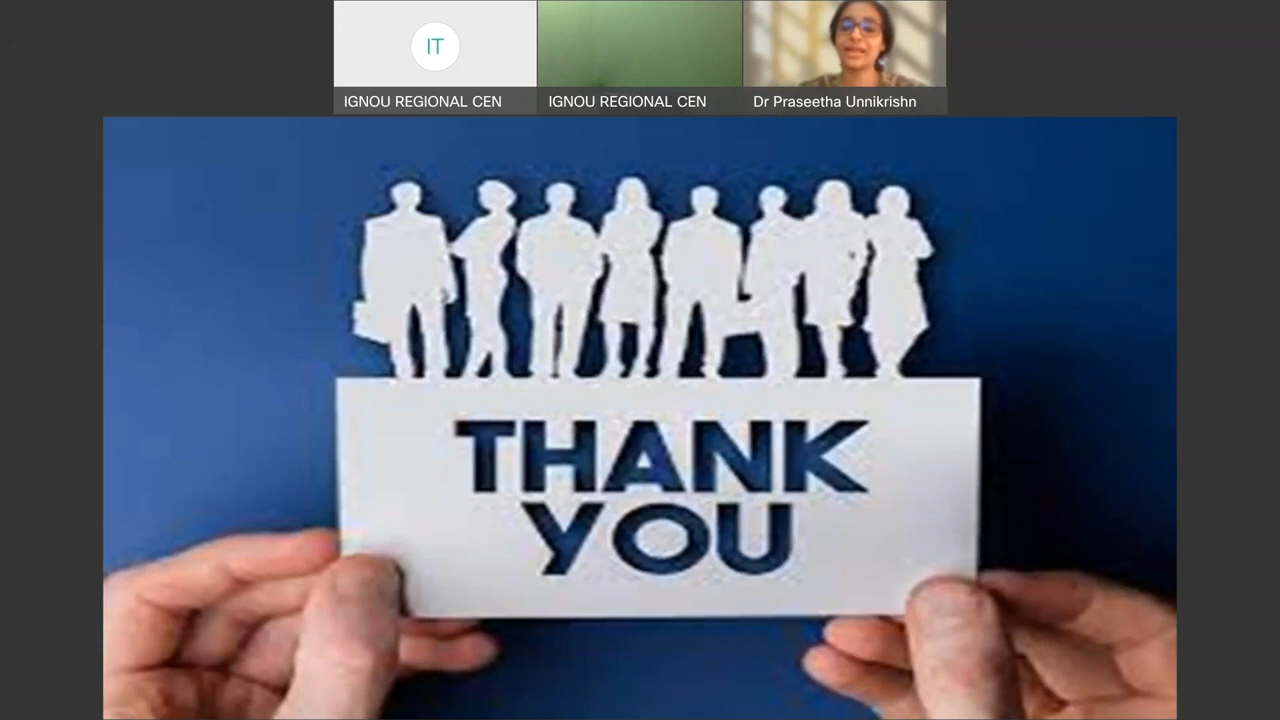 IT
IGNOU REGIONAL CEN
IGNOU REGIONAL CEN
Dr Praseetha Unnikrishn
THANK
YOU